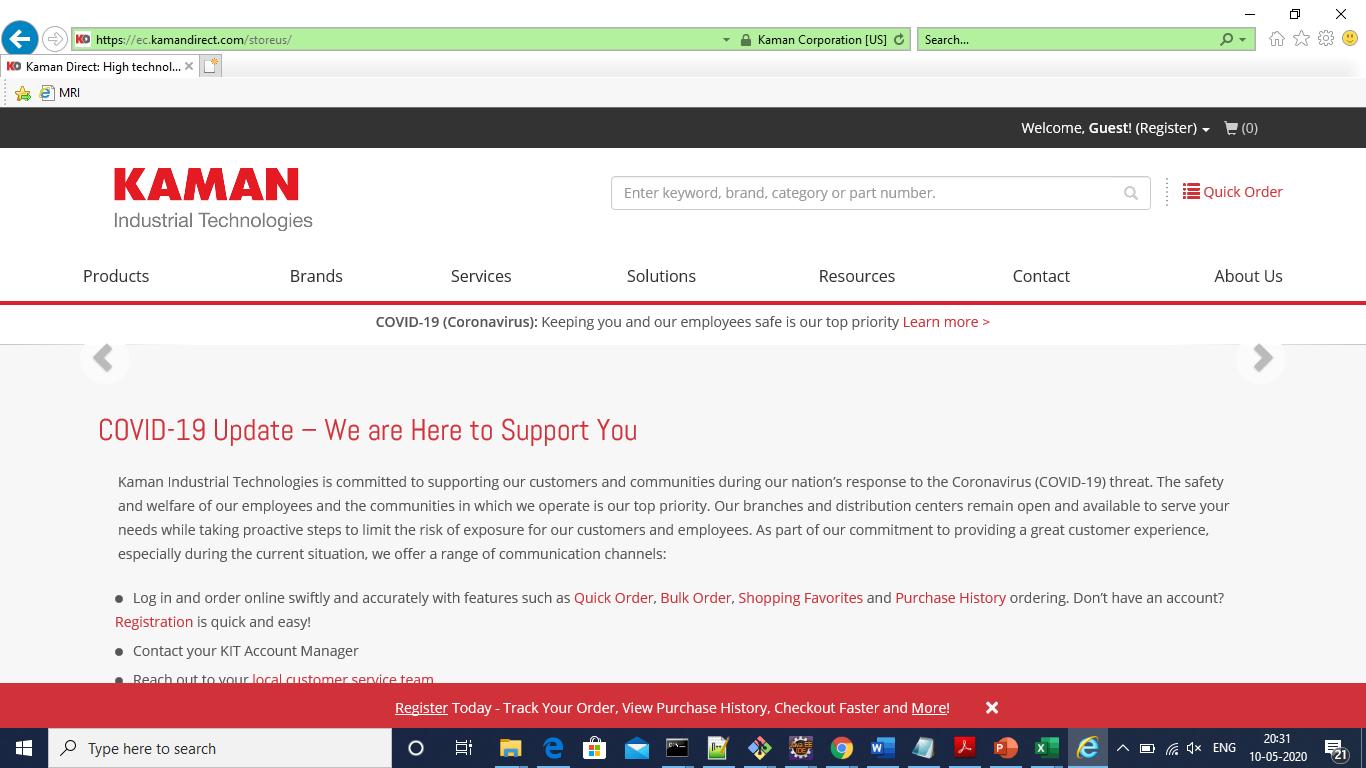 https://ec.kamandirect.com/storeus/
Kaman Corporation [US]
Search...
KD Kaman Direct: High technol...
MRI
Welcome, Guest! (Register)
(0)
KAMAN
Industrial Technologies
Enter keyword, brand, category or part number.
Quick Order
Products Brands Services Solutions Resources Contact About Us
COVID-19 (Coronavirus): Keeping you and our employees safe is our top priority Learn more >
COVID-19 Update – We are Here to Support You
Kaman Industrial Technologies is committed to supporting our customers and communities during our nation’s response to the Coronavirus (COVID-19) threat. The safety
and welfare of our employees and the communities in which we operate is our top priority. Our branches and distribution centers remain open and available to serve your
needs while taking proactive steps to limit the risk of exposure for our customers and employees. As part of our commitment to providing a great customer experience,
especially during the current situation, we offer a range of communication channels:
● Log in and order online swiftly and accurately with features such as Quick Order, Bulk Order, Shopping Favorites and Purchase History ordering. Don’t have an account?
Registration is quick and easy!
● Contact your KIT Account Manager
● Reach out to your local customer service team
Register Today - Track Your Order, View Purchase History, Checkout Faster and More!
Type here to search
ENG
20:31
10-05-2020
21